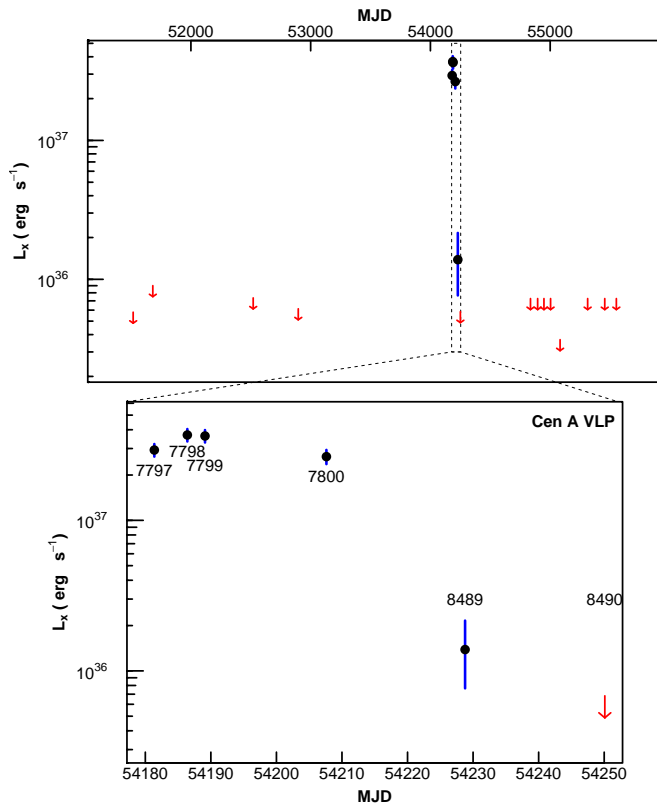 MJD
52000 53000 54000 55000
10^37
10^36
L_x ( erg s^−1)
Cen A VLP
7797 7798 7799 7800
8489 8490
10^37
10^36
L_x ( erg s^−1)
54180 54190 54200 54210 54220 54230 54240 54250
MJD